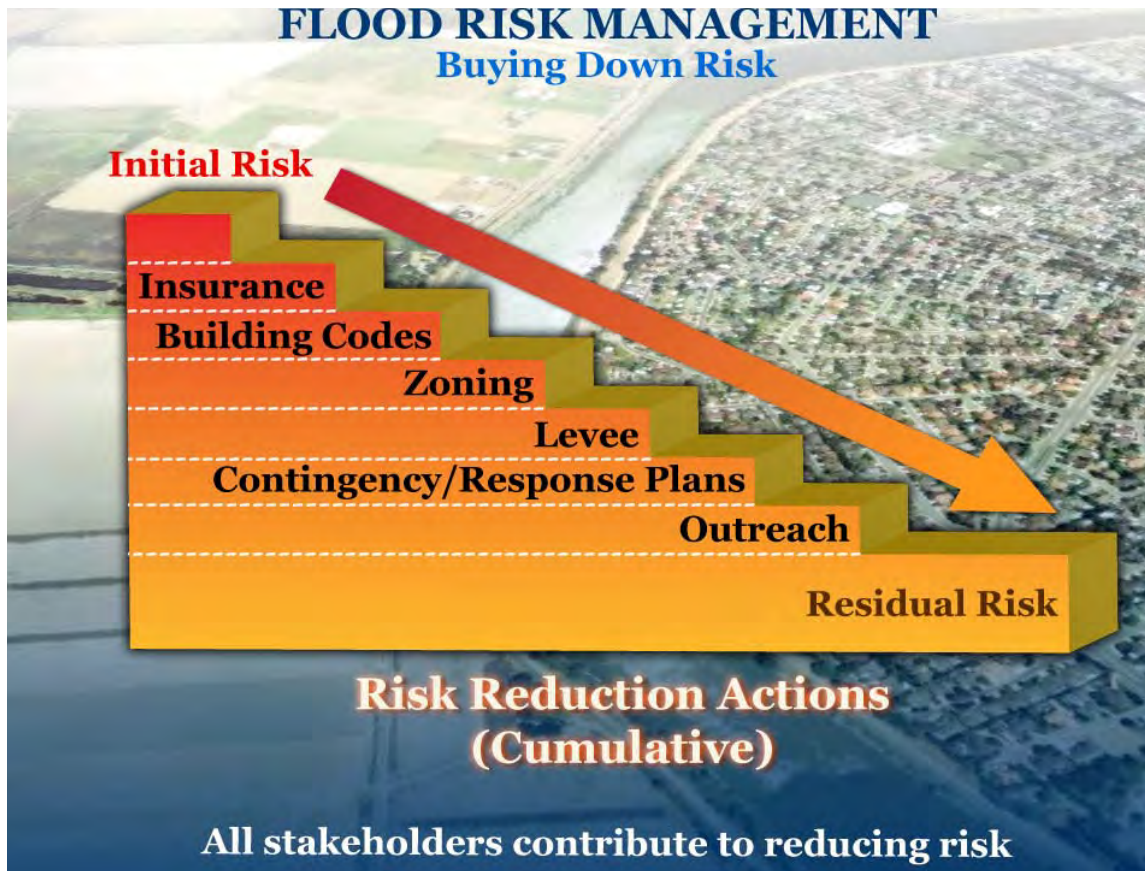 FLOOD RISK MANAGEMENT
Buying Down Risk
Initial Risk
Insurance
Building Codes
Zoning
Levee
Contingency/Response Plans
Outreach
Residual Risk
Risk Reduction Actions
(Cumulative)
All stakeholders contribute to reducing risk